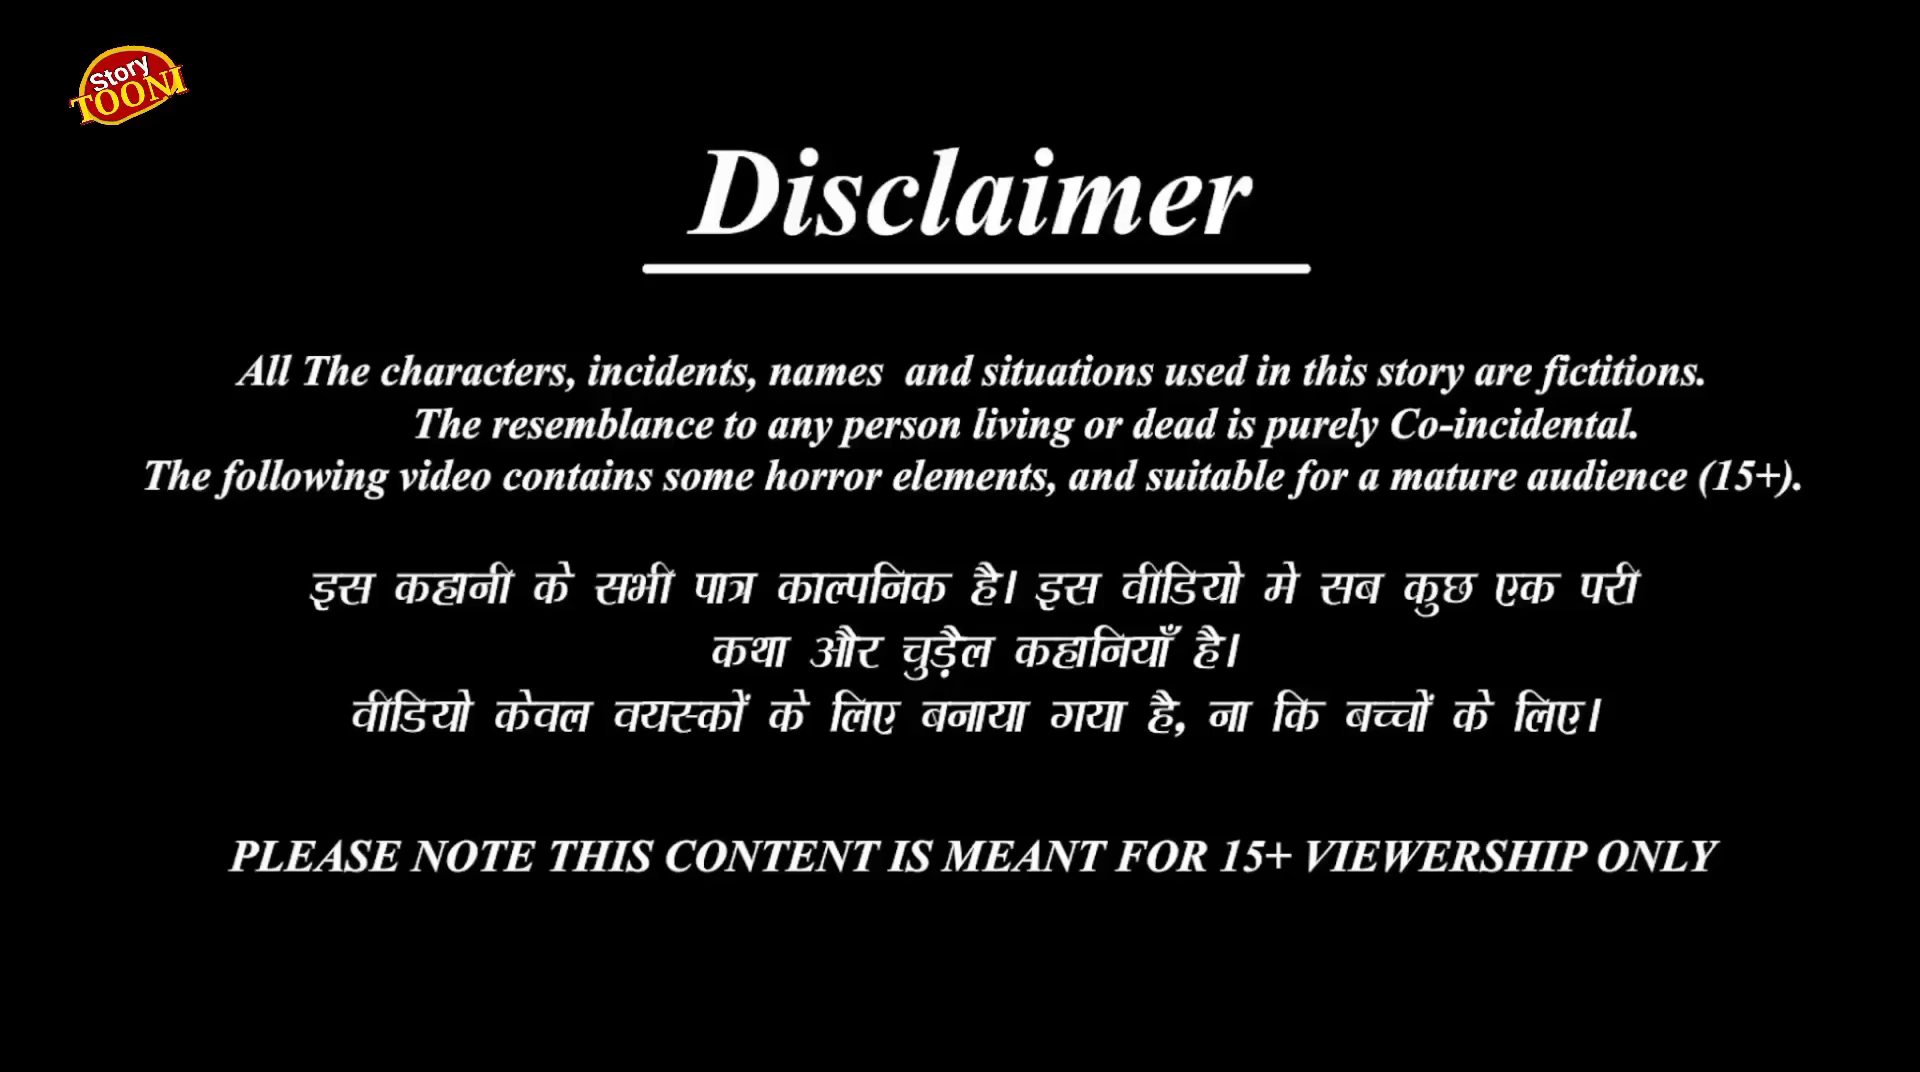 Story
TOONI
Disclaimer
All The characters, incidents, names and situations used in this story are fictitions.
The resemblance to any person living or dead is purely Co-incidental.
The following video contains some horror elements, and suitable for a mature audience (15+).
इस कहानी के सभी पात्र काल्पनिक है। इस वीडियो मे सब कुछ एक परी
कथा और चुड़ैल कहानियाँ है।
वीडियो केवल वयस्कों के लिए बनाया गया है, ना कि बच्चों के लिए।
PLEASE NOTE THIS CONTENT IS MEANT FOR 15+ VIEWERSHIP ONLY